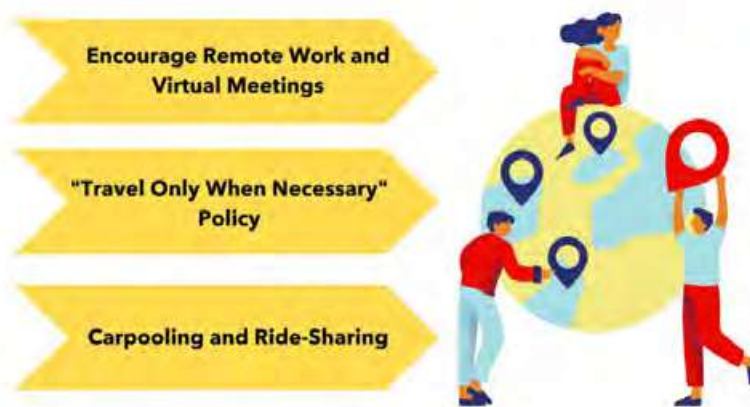 Encourage Remote Work and
Virtual Meetings
"Travel Only When Necessary"
Policy
Carpooling and Ride-Sharing